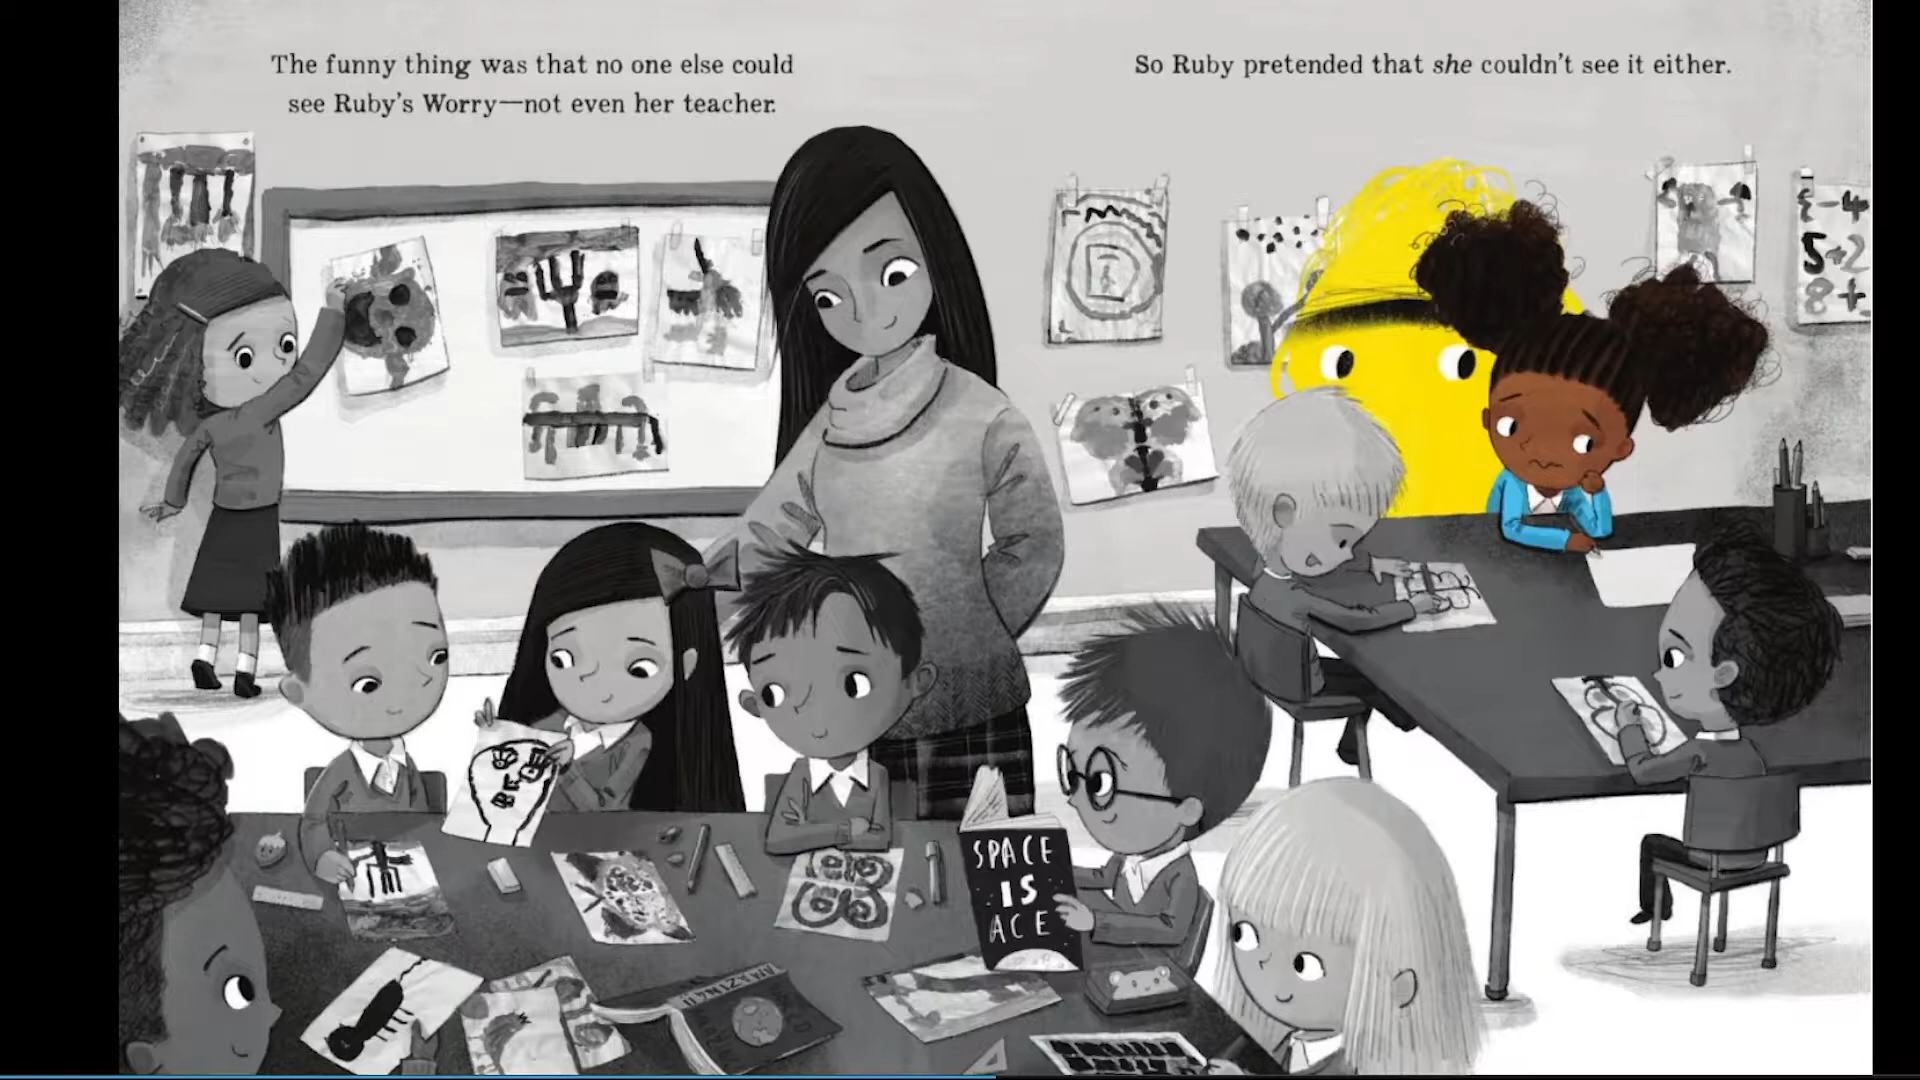 The funny thing was that no one else could
see Ruby's Worry—not even her teacher.
So Ruby pretended that she couldn't see it either.
5+2
8+
SPACE
IS
ACE
AMAZING!!